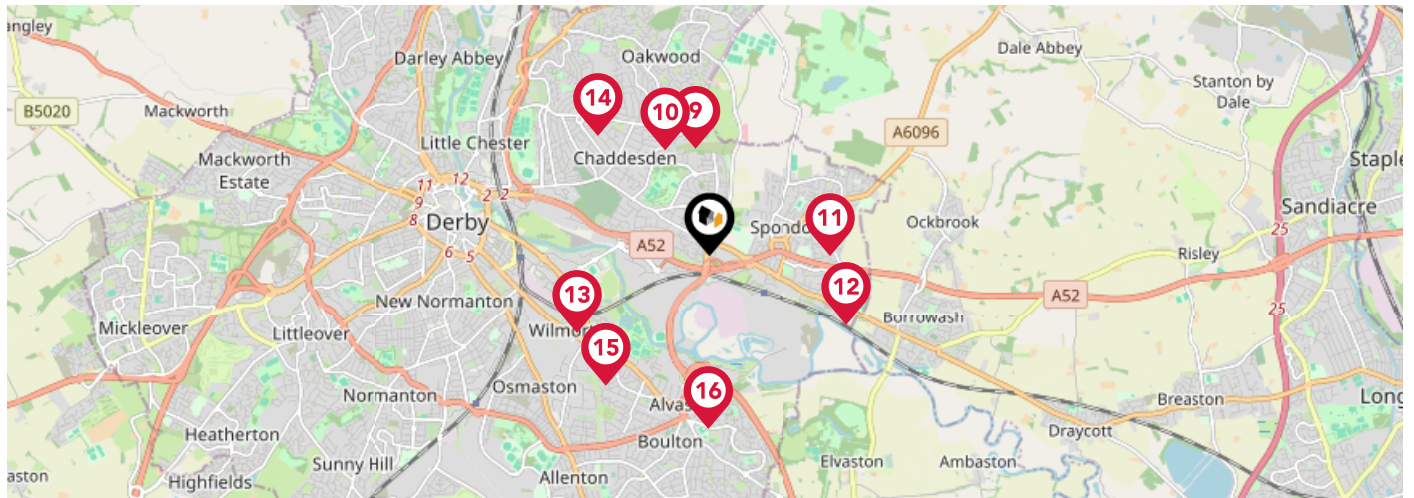 angley
Darley Abbey
Oakwood
Dale Abbey
Stanton by
Dale
B5020
Mackworth
14
10
9
A6096
Little Chester
Mackworth
Estate
Chaddesden
Staple
11
12
2
2
9
8
Derby
6
5
Spondo
11
Ockbrook
Sandiacre
25
A52
Risley
13
12
A52
New Normanton
Mickleover
Littleover
Wilmort
Borrowash
25
15
Osmaston
16
Normanton
Alvas
Breaston
Long
Heatherton
Boulton
Draycott
Sunny Hill
Elvaston
Ambaston
aston
Highfields
Allenton